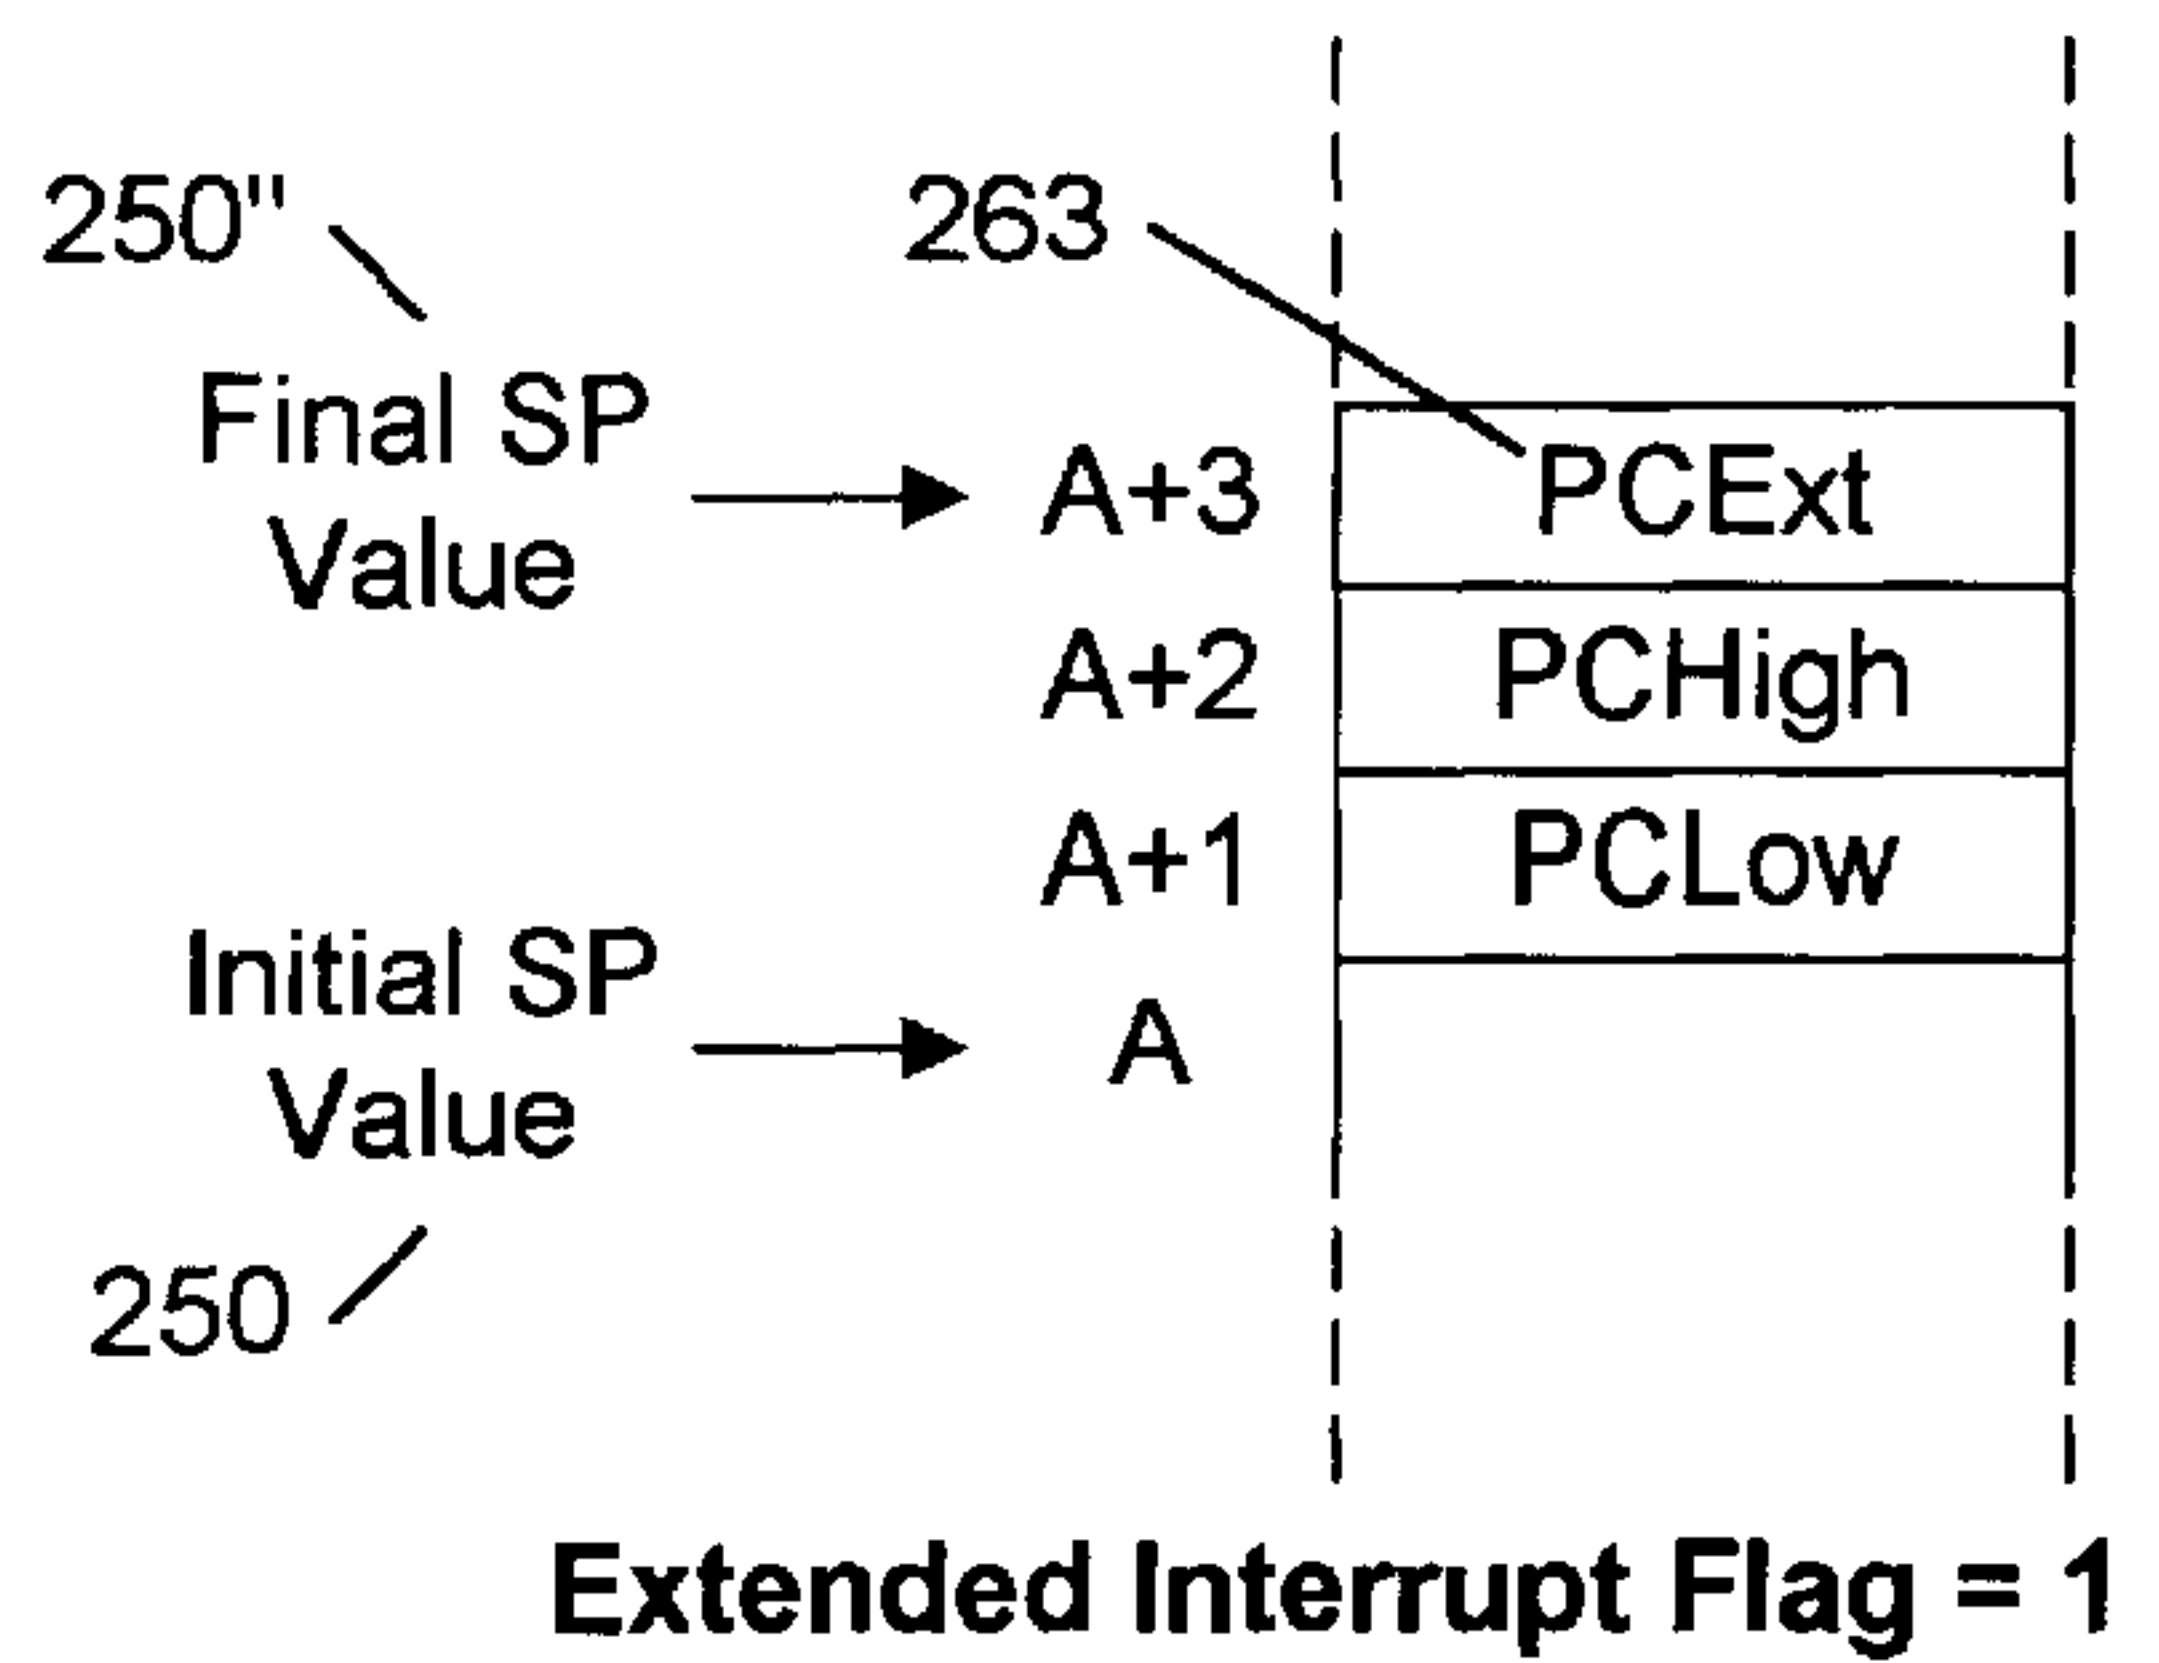 250"
263
Final SP
Value
A+3
PCExt
A+2
PCHigh
A+1
PCLow
Initial SP
Value
A
250
Extended Interrupt Flag = 1